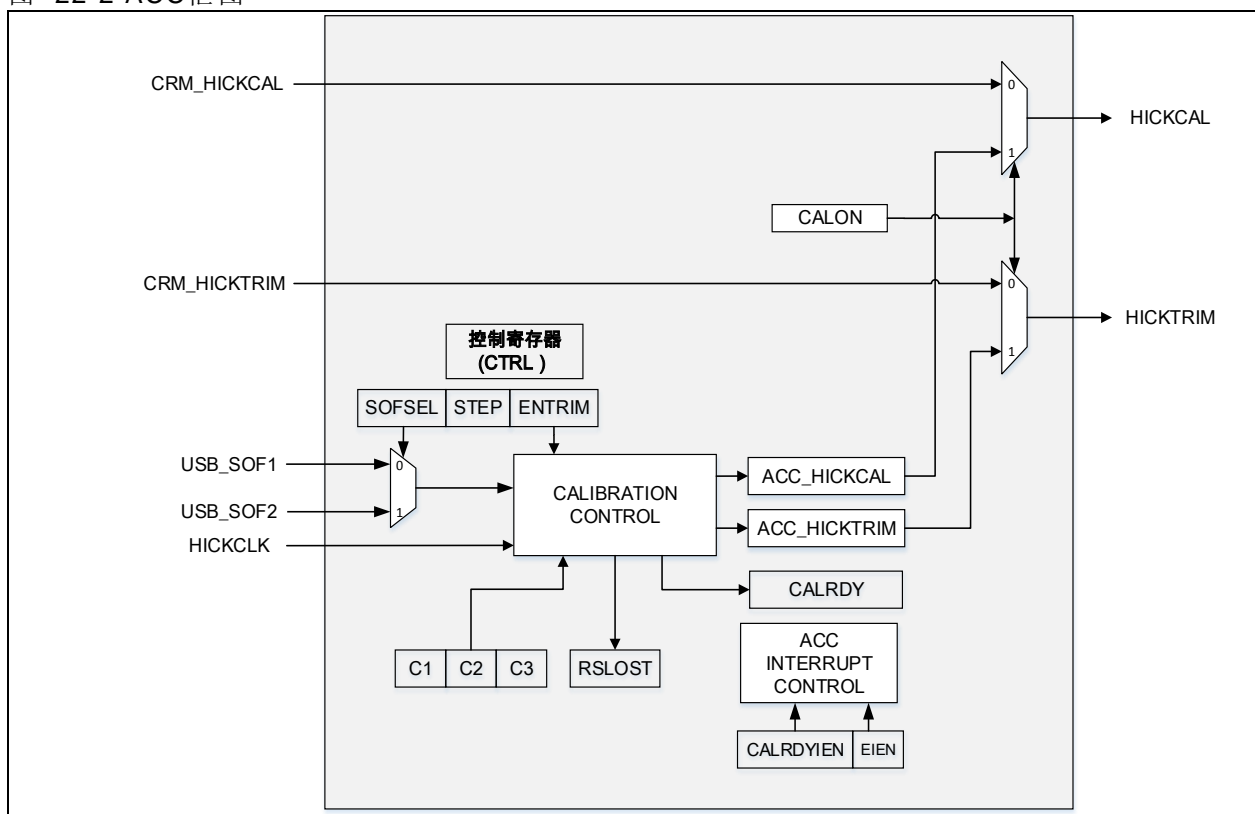 图 22-2 ACC框图
CRM_HICKCAL
0
HICKCAL
1
CALON
CRM_HICKTRIM
0
HICKTRIM
1
控制寄存器
(CTRL )
SOFSEL STEP ENTRIM
USB_SOF1
0
USB_SOF2
1
HICKCLK
CALIBRATION
CONTROL
ACC_HICKCAL
ACC_HICKTRIM
CALRDY
C1 C2 C3
RSLOST
ACC
INTERRUPT
CONTROL
CALRDYIEN EIEN